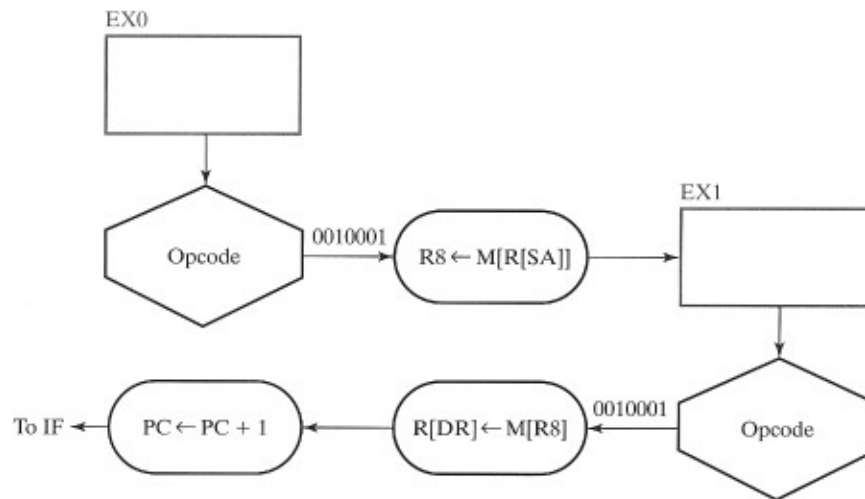 EX0
EX1
0010001
Opcode
R8 ← M[R[SA]]
0010001
To IF
PC ← PC + 1
R[DR] ← M[R8]
Opcode